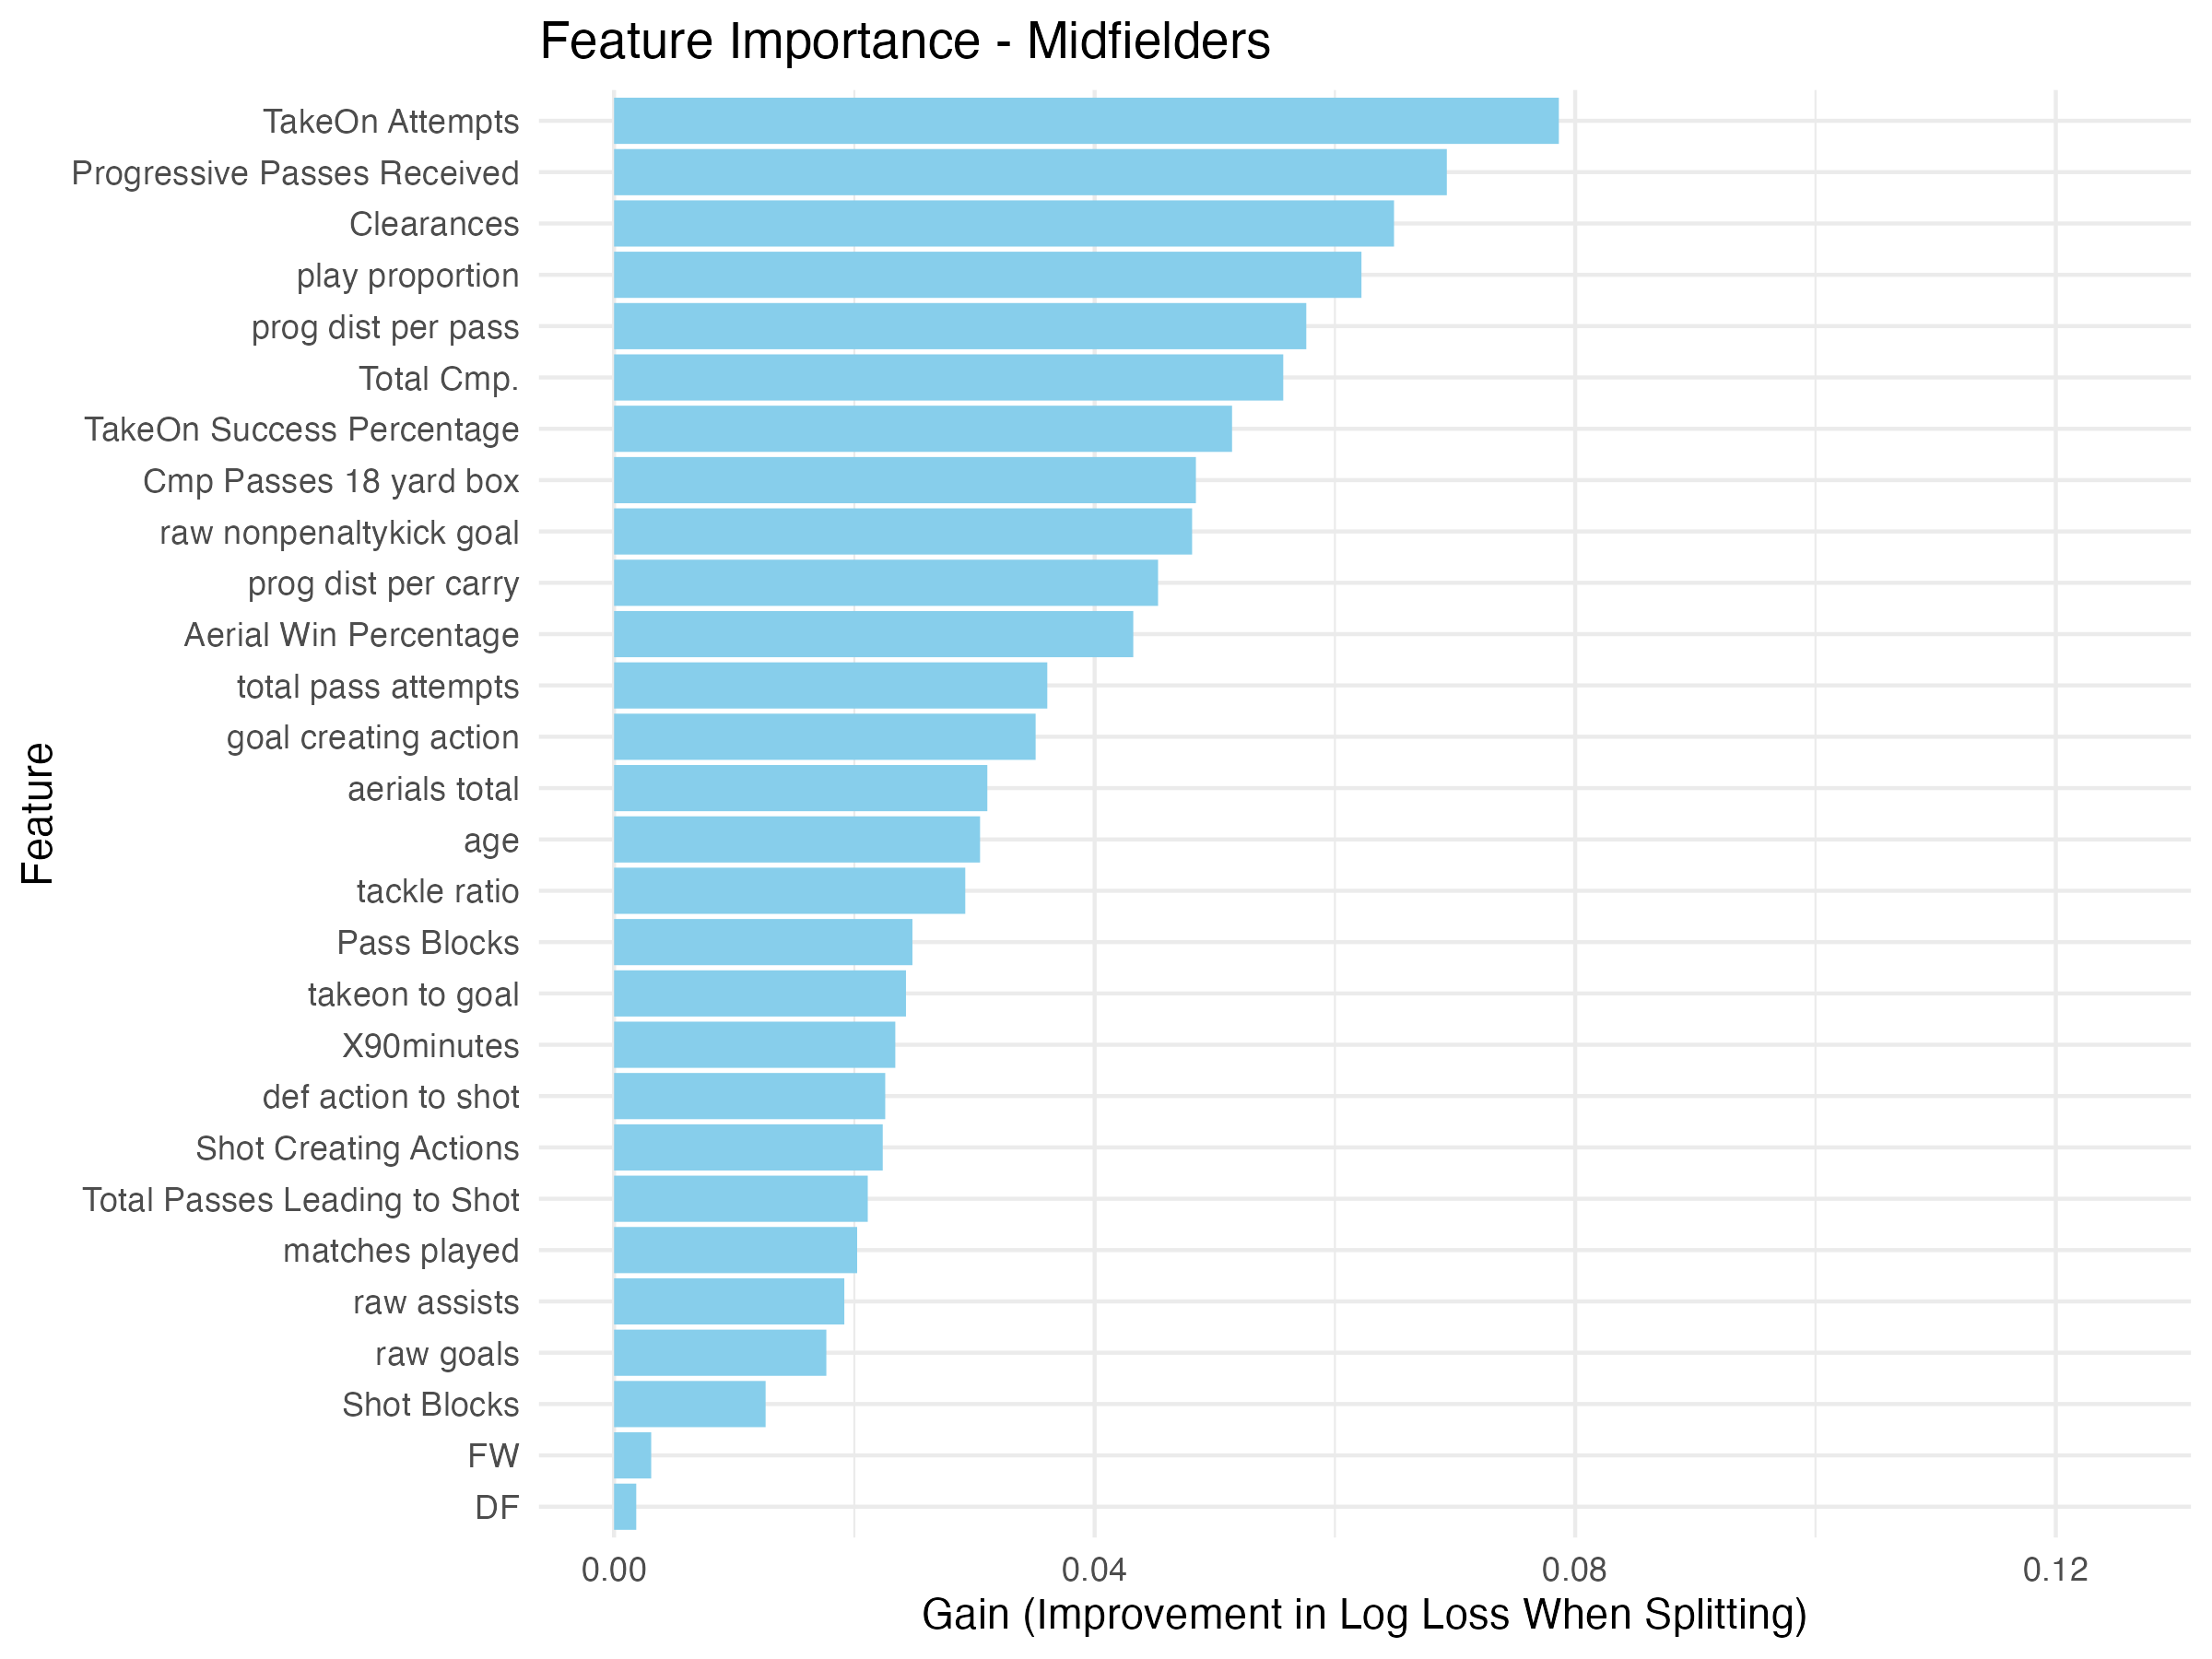 Feature Importance - Midfielders
Feature
TakeOn Attempts
Progressive Passes Received
Clearances
play proportion
prog dist per pass
Total Cmp.
TakeOn Success Percentage
Cmp Passes 18 yard box
raw nonpenaltykick goal
prog dist per carry
Aerial Win Percentage
total pass attempts
goal creating action
aerials total
age
tackle ratio
Pass Blocks
takeon to goal
X90minutes
def action to shot
Shot Creating Actions
Total Passes Leading to Shot
matches played
raw assists
raw goals
Shot Blocks
FW
DF
0.00 0.04 0.08 0.12
Gain (Improvement in Log Loss When Splitting)